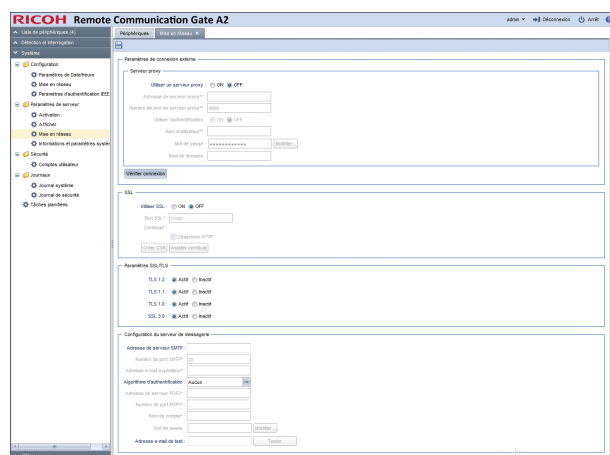 RICOH Remote Communication Gate A2
admin
Déconnexion
Arrêt
Liste de périphériques (4)
Détection et interrogation
Système
Configuration
Paramètres de Date/Heure
Mise en réseau
Paramètres d'authentification IEEE
Paramètres de serveur
Activation
Afficher
Mise en réseau
Informations et paramètres systèm
Sécurité
Comptes utilisateur
Journaux
Journal système
Journal de sécurité
Tâches planifiées
Périphériques
Mise en réseau
Paramètres de connexion externe
Serveur proxy
Utiliser un serveur proxy : ON OFF
Adresse de serveur proxy* :
Numéro de port de serveur proxy* :
Utiliser l'authentification : ON OFF
Nom d'utilisateur* :
Mot de passe : Modifier...
Nom de domaine :
Vérifier connexion
SSL
Utiliser SSL : ON OFF
Port SSL* :
Certificat* :
Désactiver HTTP
Créer CSR Installer certificat
Paramètres SSL/TLS
TLS 1.2 : Actif Inactif
TLS 1.1 : Actif Inactif
TLS 1.0 : Actif Inactif
SSL 3.0 : Actif Inactif
Configuration du serveur de messagerie
Adresse de serveur SMTP :
Numéro de port SMTP* : 25
Adresse e-mail expéditeur* :
Algorithme d'authentification : Aucun
Adresse de serveur POP3* :
Numéro de port POP3* :
Nom de compte* :
Mot de passe : Modifier...
Adresse e-mail de test : Tester